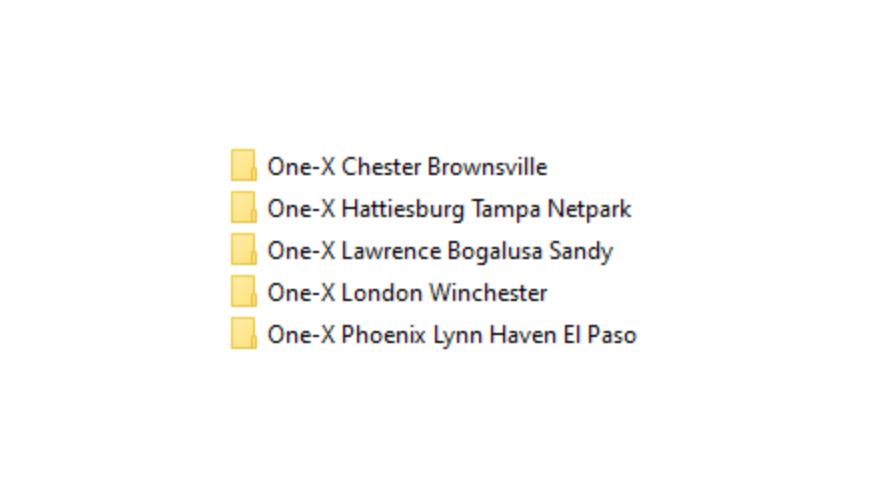 One-X Chester Brownsville
One-X Hattiesburg Tampa Netpark
One-X Lawrence Bogalusa Sandy
One-X London Winchester
One-X Phoenix Lynn Haven El Paso